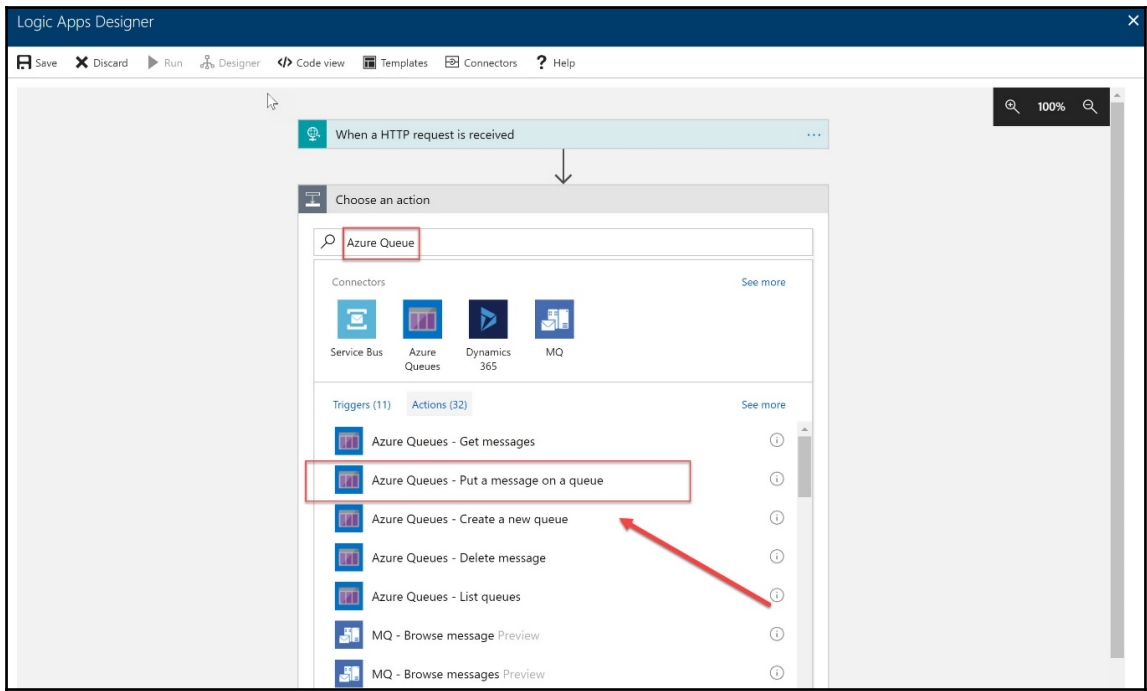 Logic Apps Designer
Save Discard Run Designer Code view Templates Connectors ? Help
100%
When a HTTP request is received
Choose an action
Azure Queue
Connectors See more
Service Bus Azure Queues Dynamics 365 MQ
Triggers (11) Actions (32) See more
Azure Queues - Get messages
Azure Queues - Put a message on a queue
Azure Queues - Create a new queue
Azure Queues - Delete message
Azure Queues - List queues
MQ - Browse message Preview
MQ - Browse messages Preview